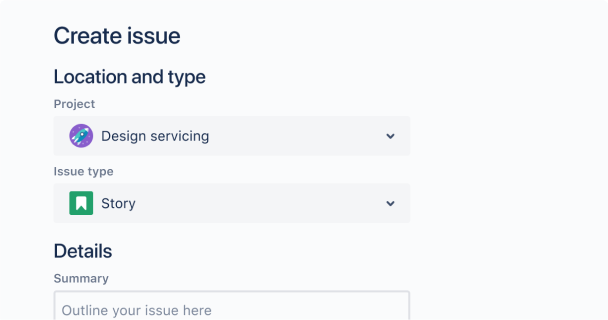 Create issue
Location and type
Project
Design servicing
Issue type
Story
Details
Summary
Outline your issue here